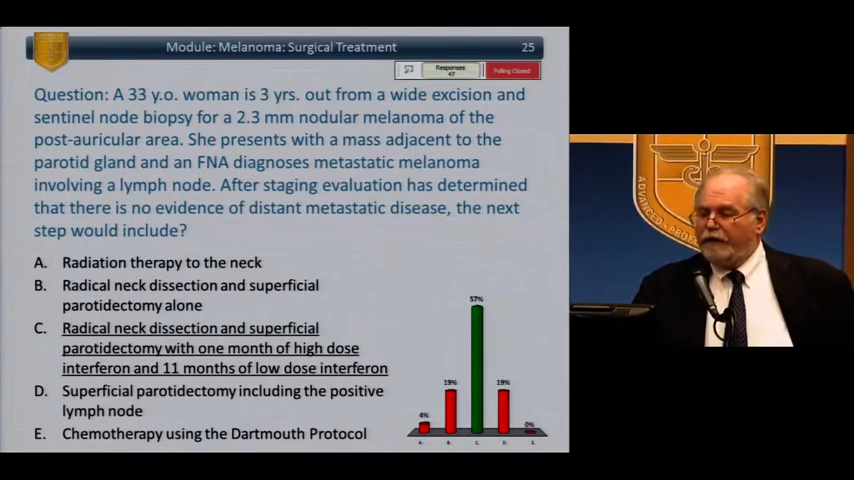 Module: Melanoma: Surgical Treatment 25
Responses
47
Polling Closed
Question: A 33 y.o. woman is 3 yrs. out from a wide excision and
sentinel node biopsy for a 2.3 mm nodular melanoma of the
post-auricular area. She presents with a mass adjacent to the
parotid gland and an FNA diagnoses metastatic melanoma
involving a lymph node. After staging evaluation has determined
that there is no evidence of distant metastatic disease, the next
step would include?
A. Radiation therapy to the neck
B. Radical neck dissection and superficial
parotidectomy alone
C. Radical neck dissection and superficial
parotidectomy with one month of high dose
interferon and 11 months of low dose interferon
D. Superficial parotidectomy including the positive
lymph node
E. Chemotherapy using the Dartmouth Protocol
4% 19% 57% 19% 0%
A. B. C. D. E.